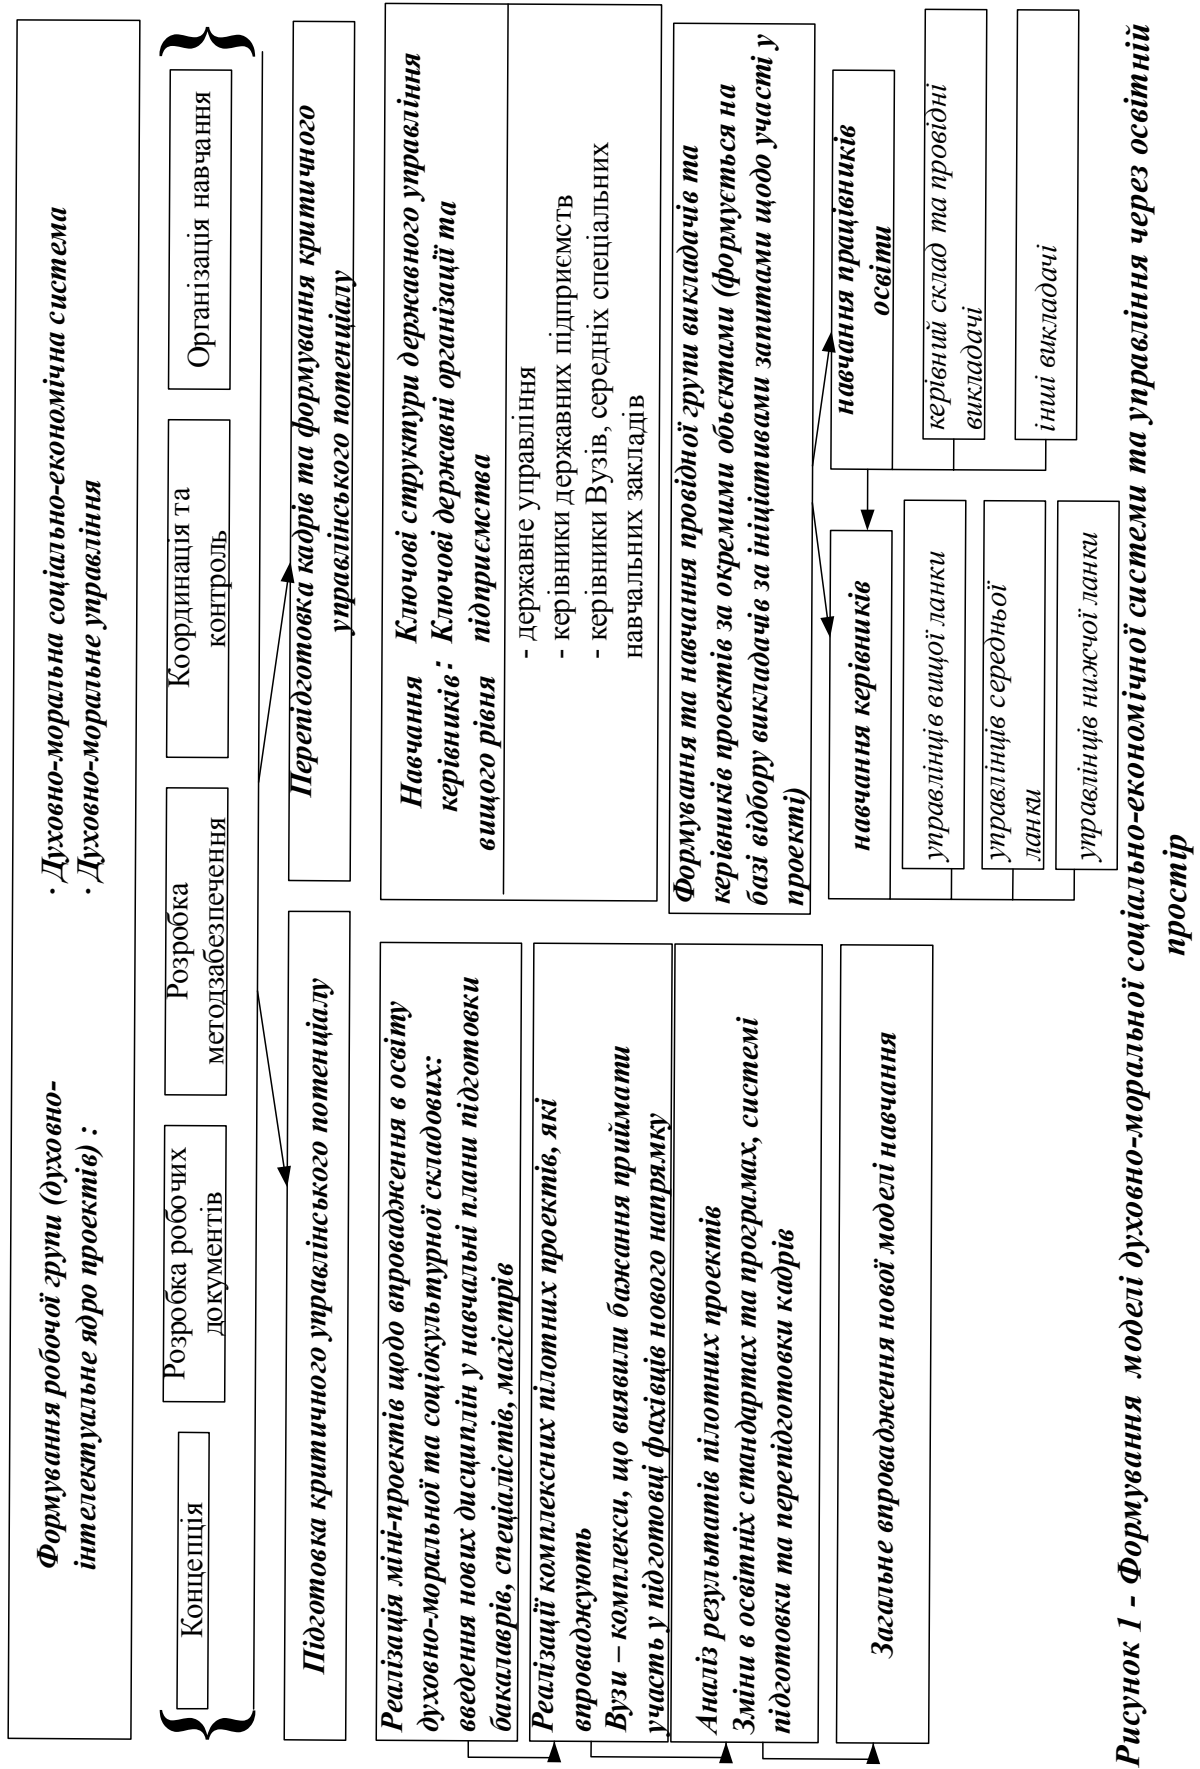 Формування робочої групи (духовно-
інтелектуальне ядро проектів) :
· Духовно-моральна соціально-економічна система
· Духовно-моральне управління
{
Концепція
Розробка робочих
документів
Розробка
методзабезпечення
Координація та
контроль
Організація навчання
}
Підготовка критичного управлінського потенціалу
Перепідготовка кадрів та формування критичного
управлінського потенціалу
Реалізація міні-проектів щодо впровадження в освіту
духовно-моральної та соціокультурної складових:
введення нових дисциплін у навчальні плани підготовки
бакалаврів, спеціалістів, магістрів
Реалізації комплексних пілотних проектів, які
впроваджують
Вузи – комплекси, що виявили бажання приймати
участь у підготовці фахівців нового напрямку
Аналіз результатів пілотних проектів
Зміни в освітніх стандартах та програмах, системі
підготовки та перепідготовки кадрів
Загальне впровадження нової моделі навчання
Навчання
керівників :
вищого рівня
Ключові структури державного управління
Ключові державні організації та
підприємства
- державне управління
- керівники державних підприємств
- керівники Вузів, середніх спеціальних
навчальних закладів
Формування та навчання провідної групи викладачів та
керівників проектів за окремими об­ьєктами (формується на
базі відбору викладачів за ініціативами запитами щодо участі у
проекті)
навчання керівників
управлінців вищої ланки
управлінців середньої
ланки
управлінців нижчої ланки
навчання працівників
освіти
керівний склад та провідні
викладачі
інші викладачі
Рисунок 1 - Формування моделі духовно-моральної соціально-економічної системи та управління через освітній
простір